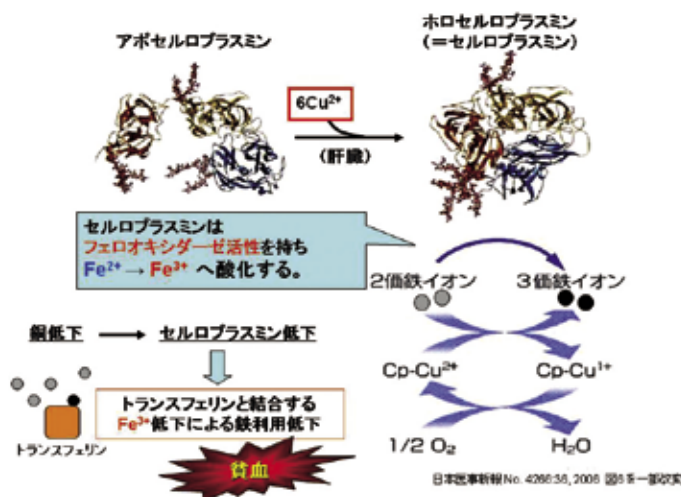 アポセルロプラスミン
ホロセルロプラスミン
(=セルロプラスミン)
6Cu²⁺
(肝臓)
セルロプラスミンは
フェロオキシダーゼ活性を持ち
Fe²⁺→Fe³⁺ へ酸化する。
2価鉄イオン
3価鉄イオン
銅低下
セルロプラスミン低下
Cp-Cu²⁺
Cp-Cu¹⁺
トランスフェリンと結合する
Fe³⁺低下による鉄利用低下
トランスフェリン
貧血
1/2 O₂
H₂O
日本医事新報No. 4266:36, 2006 図5を一部改変